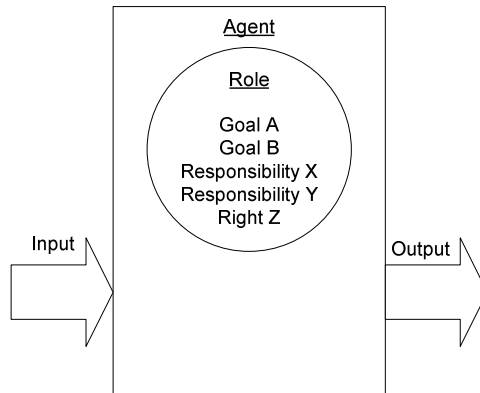 Agent
Role
Goal A
Goal B
Responsibility X
Responsibility Y
Right Z
Input
Output